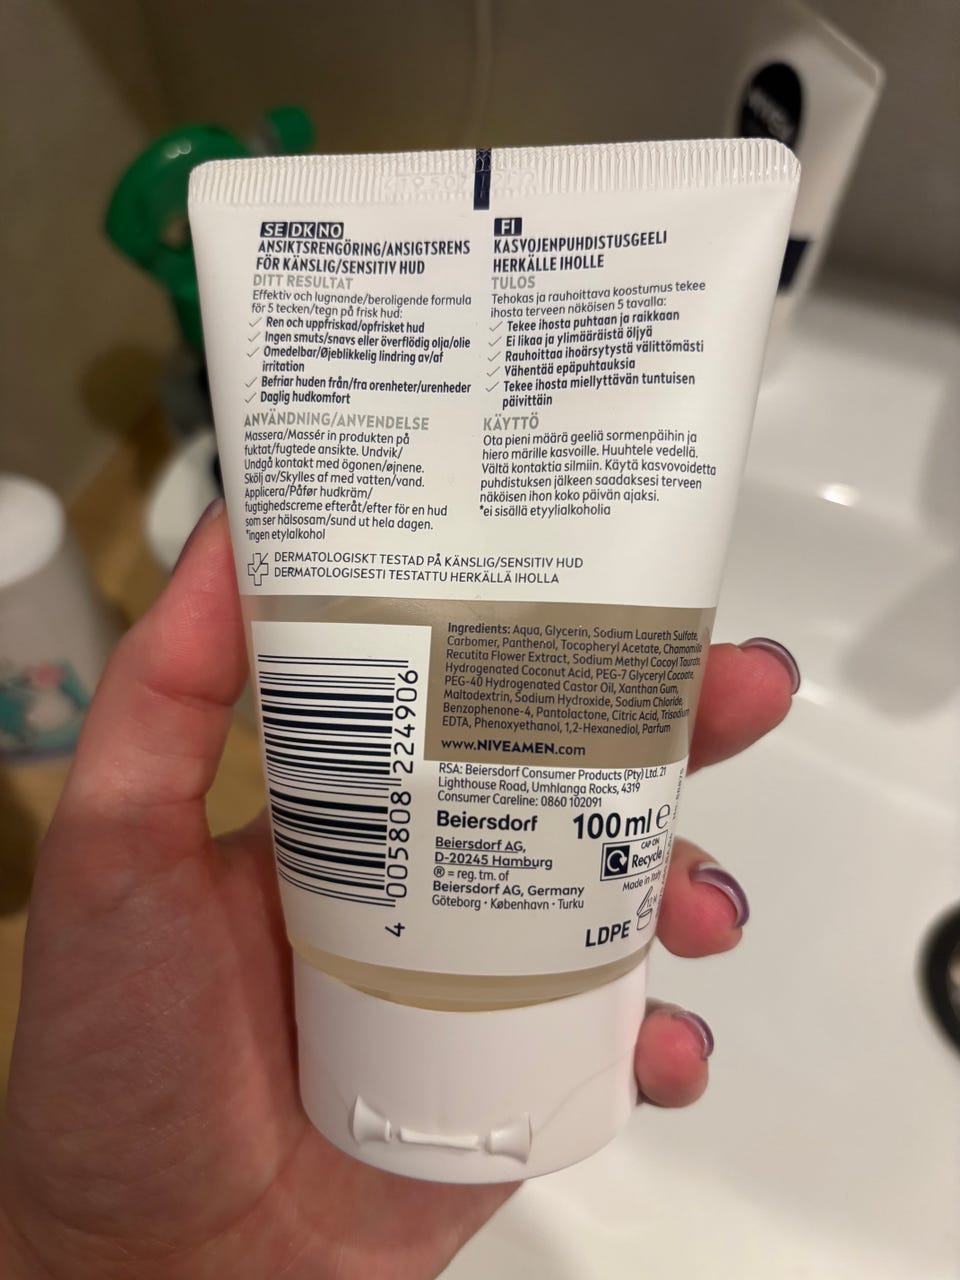 SE DK NO
ANSIKTSRENGÖRING/ANSIGTSRENS
FÖR KÄNSLIG/SENSITIV HUD
DITT RESULTAT
Effektiv och lugnande/beroligende formula
för 5 tecken/tegn på frisk hud:
Ren och uppfriskad/opfrisket hud
Ingen smuts/snavs eller överflödig olja/olie
Omedelbar/Øjeblikkelig lindring av/af
irritation
Befriar huden från/fra orenheter/urenheder
Daglig hudkomfort
ANVÄNDNING/ANVENDELSE
Massera/Massér in produkten på
fuktat/fugtede ansikte. Undvik/
Undgå kontakt med ögonen/øjnene.
Skölj av/Skylles af med vatten/vand.
Applicera/Påfør hudkräm/
fugtighedscreme efteråt/efter för en hud
som ser hälsosam/sund ut hela dagen.
*ingen etylalkohol
FI
KASVOJENPUHDISTUSGEELI
HERKÄLLE IHOLLE
TULOS
Tehokas ja rauhoittava koostumus tekee
ihosta terveen näköisen 5 tavalla:
Tekee ihosta puhtaan ja raikkaan
Ei likaa ja ylimääräistä öljyä
Rauhoittaa ihoärsytystä välittömästi
Vähentää epäpuhtauksia
Tekee ihosta miellyttävän tuntuisen
päivittäin
KÄYTTÖ
Ota pieni määrä geeliä sormenpäihin ja
hiero märille kasvoille. Huuhtele vedellä.
Vältä kontaktia silmiin. Käytä kasvovoidetta
puhdistuksen jälkeen saadaksesi terveen
näköisen ihon koko päivän ajaksi.
*ei sisällä etyylialkoholia
DERMATOLOGISKT TESTAD PÅ KÄNSLIG/SENSITIV HUD
DERMATOLOGISESTI TESTATTU HERKÄLLÄ IHOLLA
Ingredients: Aqua, Glycerin, Sodium Laureth Sulfate,
Carbomer, Panthenol, Tocopheryl Acetate, Chamomilla
Recutita Flower Extract, Sodium Methyl Cocoyl Taurate,
Hydrogenated Coconut Acid, PEG-7 Glyceryl Cocoate,
PEG-40 Hydrogenated Castor Oil, Xanthan Gum,
Maltodextrin, Sodium Hydroxide, Sodium Chloride,
Benzophenone-4, Pantolactone, Citric Acid, Trisodium
EDTA, Phenoxyethanol, 1,2-Hexanediol, Parfum
www.NIVEAMEN.com
RSA: Beiersdorf Consumer Products (Pty) Ltd. 21
Lighthouse Road, Umhlanga Rocks, 4319
Consumer Careline: 0860 102091
Beiersdorf
Beiersdorf AG,
D-20245 Hamburg
® = reg. tm. of
Beiersdorf AG, Germany
Göteborg · København · Turku
100 ml e
CAP ON
Recycle
Made in Italy
12 M
LDPE
4 005808 224906